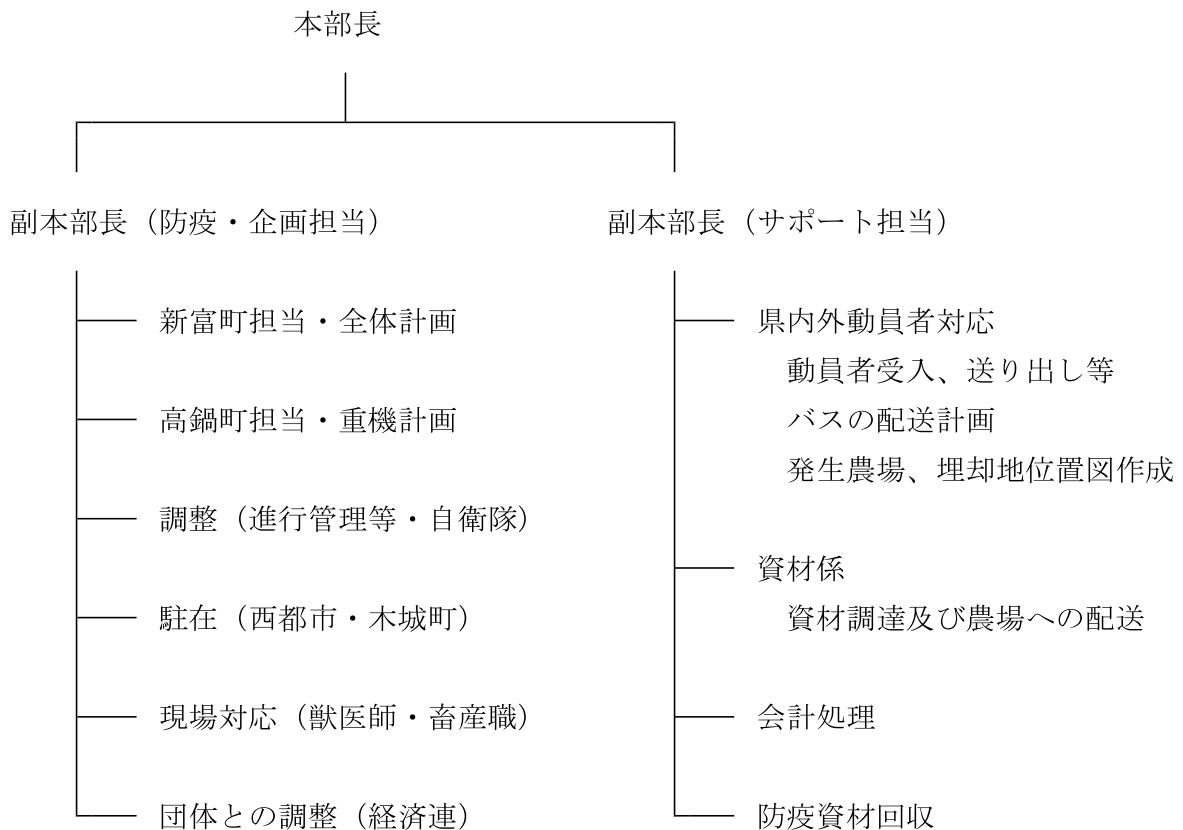 本部長
副本部長（防疫・企画担当）
新富町担当・全体計画
高鍋町担当・重機計画
調整（進行管理等・自衛隊）
駐在（西都市・木城町）
現場対応（獣医師・畜産職）
団体との調整（経済連）
副本部長（サポート担当）
県内外動員者対応
動員者受入、送り出し等
バスの配送計画
発生農場、埋却地位置図作成
資材係
資材調達及び農場への配送
会計処理
防疫資材回収